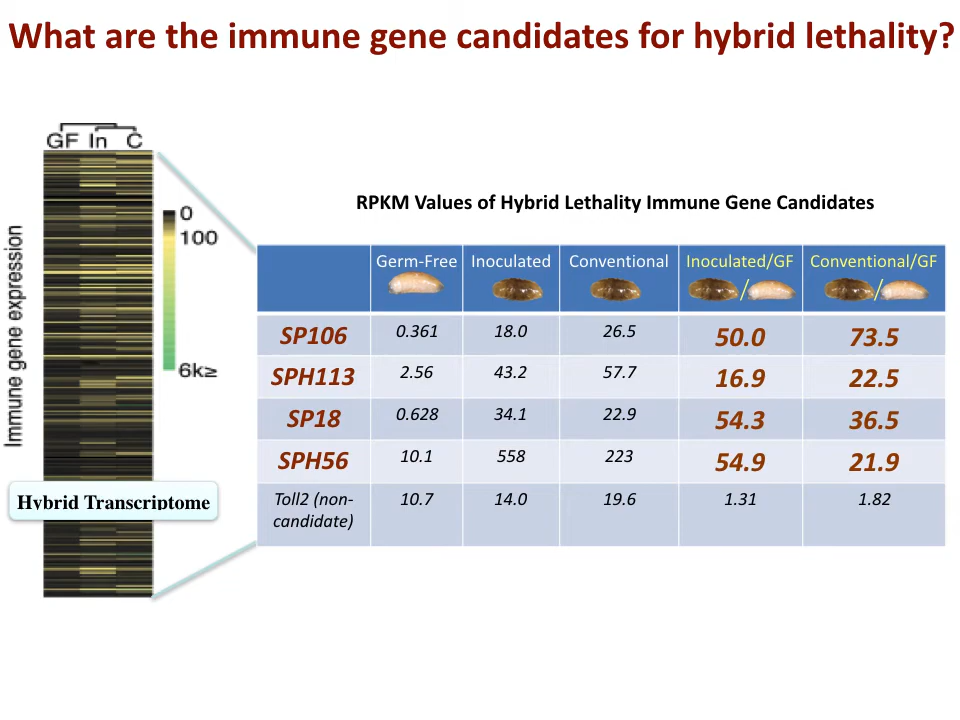 What are the immune gene candidates for hybrid lethality?
GF In C
Immune gene expression
0
100
6k≥
Hybrid Transcriptome
RPKM Values of Hybrid Lethality Immune Gene Candidates
Germ-Free Inoculated Conventional Inoculated/GF Conventional/GF
/ /
SP106 0.361 18.0 26.5 50.0 73.5
SPH113 2.56 43.2 57.7 16.9 22.5
SP18 0.628 34.1 22.9 54.3 36.5
SPH56 10.1 558 223 54.9 21.9
Toll2 (non-
candidate) 10.7 14.0 19.6 1.31 1.82